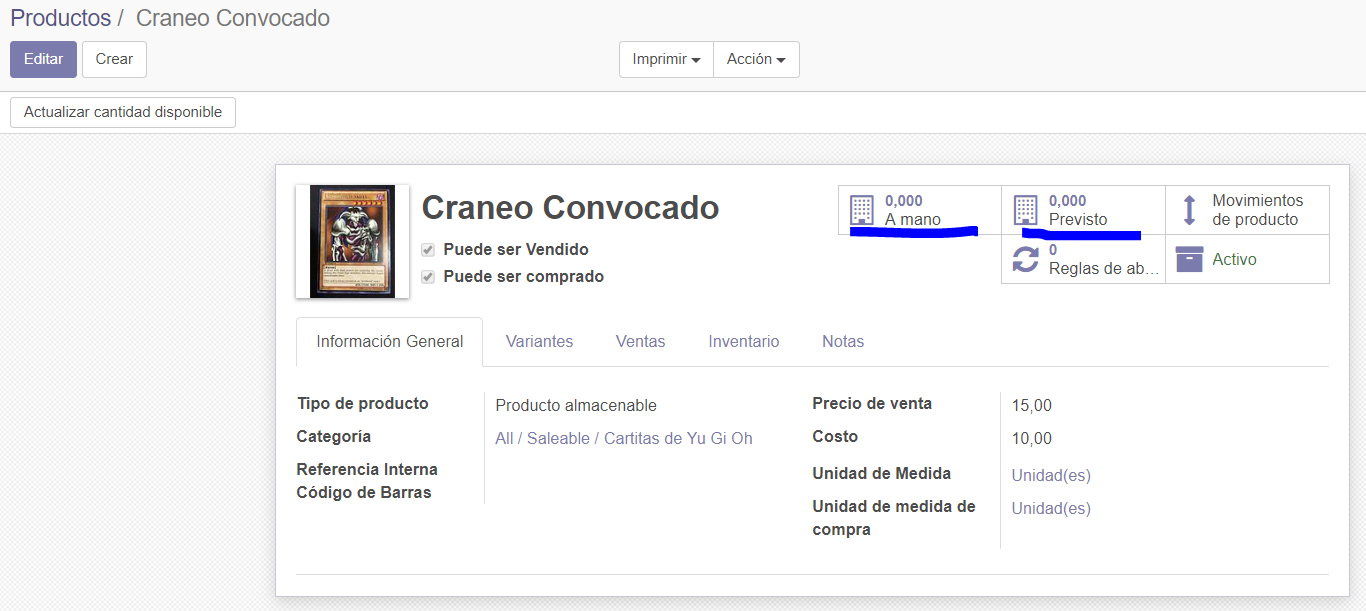 Productos / Craneo Convocado
Editar
Crear
Imprimir
Acción
Actualizar cantidad disponible
Craneo Convocado
Puede ser Vendido
Puede ser comprado
0,000
A mano
0,000
Previsto
Movimientos
de producto
0
Reglas de ab...
Activo
Información General
Variantes
Ventas
Inventario
Notas
Tipo de producto
Producto almacenable
Categoría
All / Saleable / Cartitas de Yu Gi Oh
Referencia Interna
Código de Barras
Precio de venta
15,00
Costo
10,00
Unidad de Medida
Unidad(es)
Unidad de medida de
compra
Unidad(es)